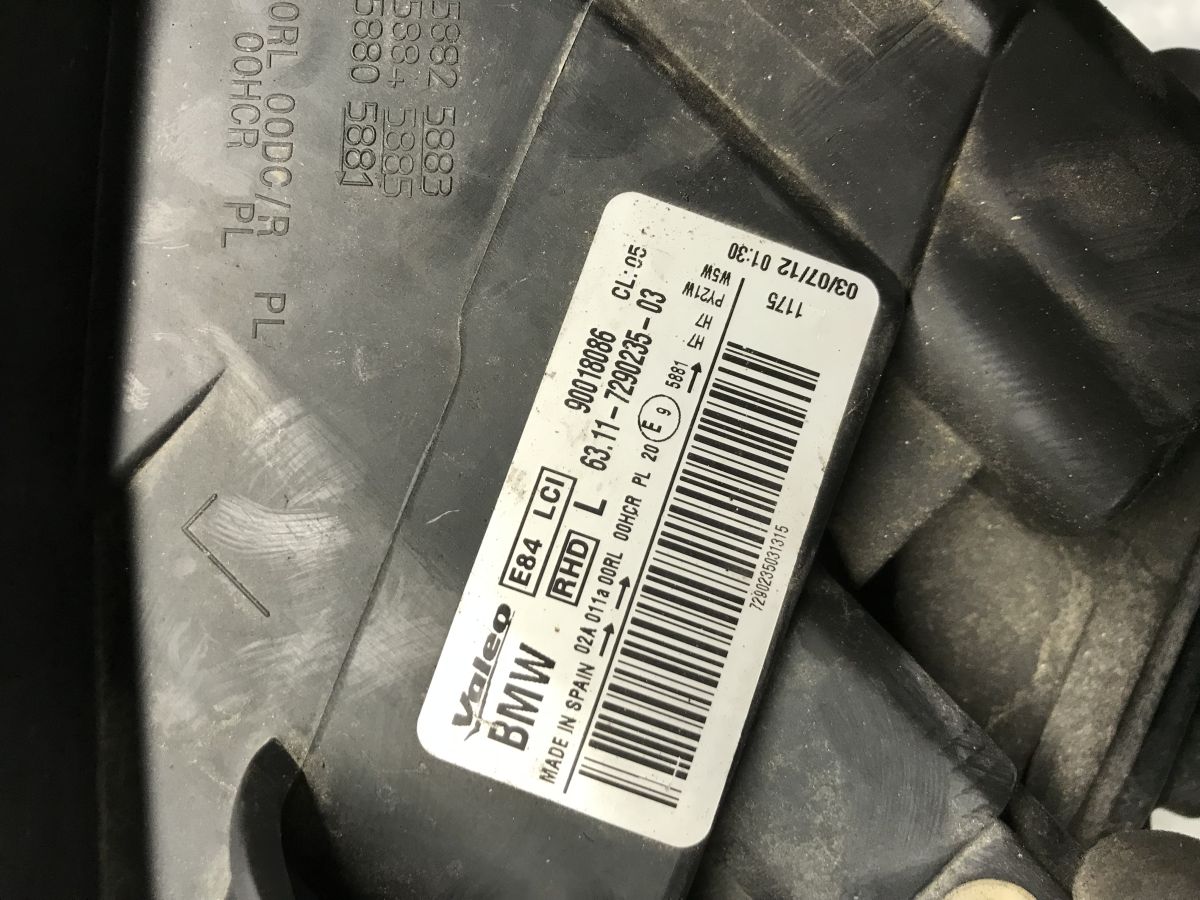 5882 5883
5884 5885
5880 5881
00DC/R PL
00HCR PL
Valeo
BMW
E84 LCI
RHD
L
90018086
CL: 05
63.11-7290235-03
MADE IN SPAIN
02A 011a 00RL 00HCR PL 20
E 9
5881
H7 H7 PY21W W5W
03/07/12 01:30
1175
7290235031315